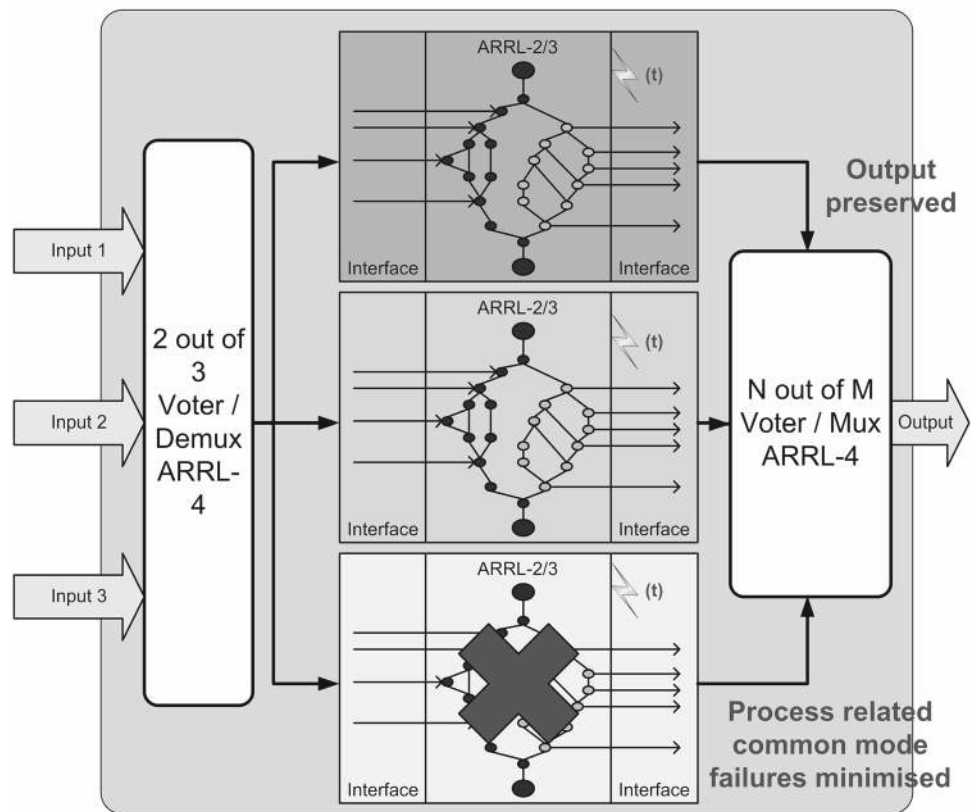 ARRL-2/3
(t)
Interface
Interface
Output
preserved
Input 1
Input 2
Input 3
2 out of
3
Voter /
Demux
ARRL-
4
ARRL-2/3
(t)
Interface
Interface
N out of M
Voter / Mux
ARRL-4
Output
ARRL-2/3
(t)
Interface
Interface
Process related
common mode
failures minimised